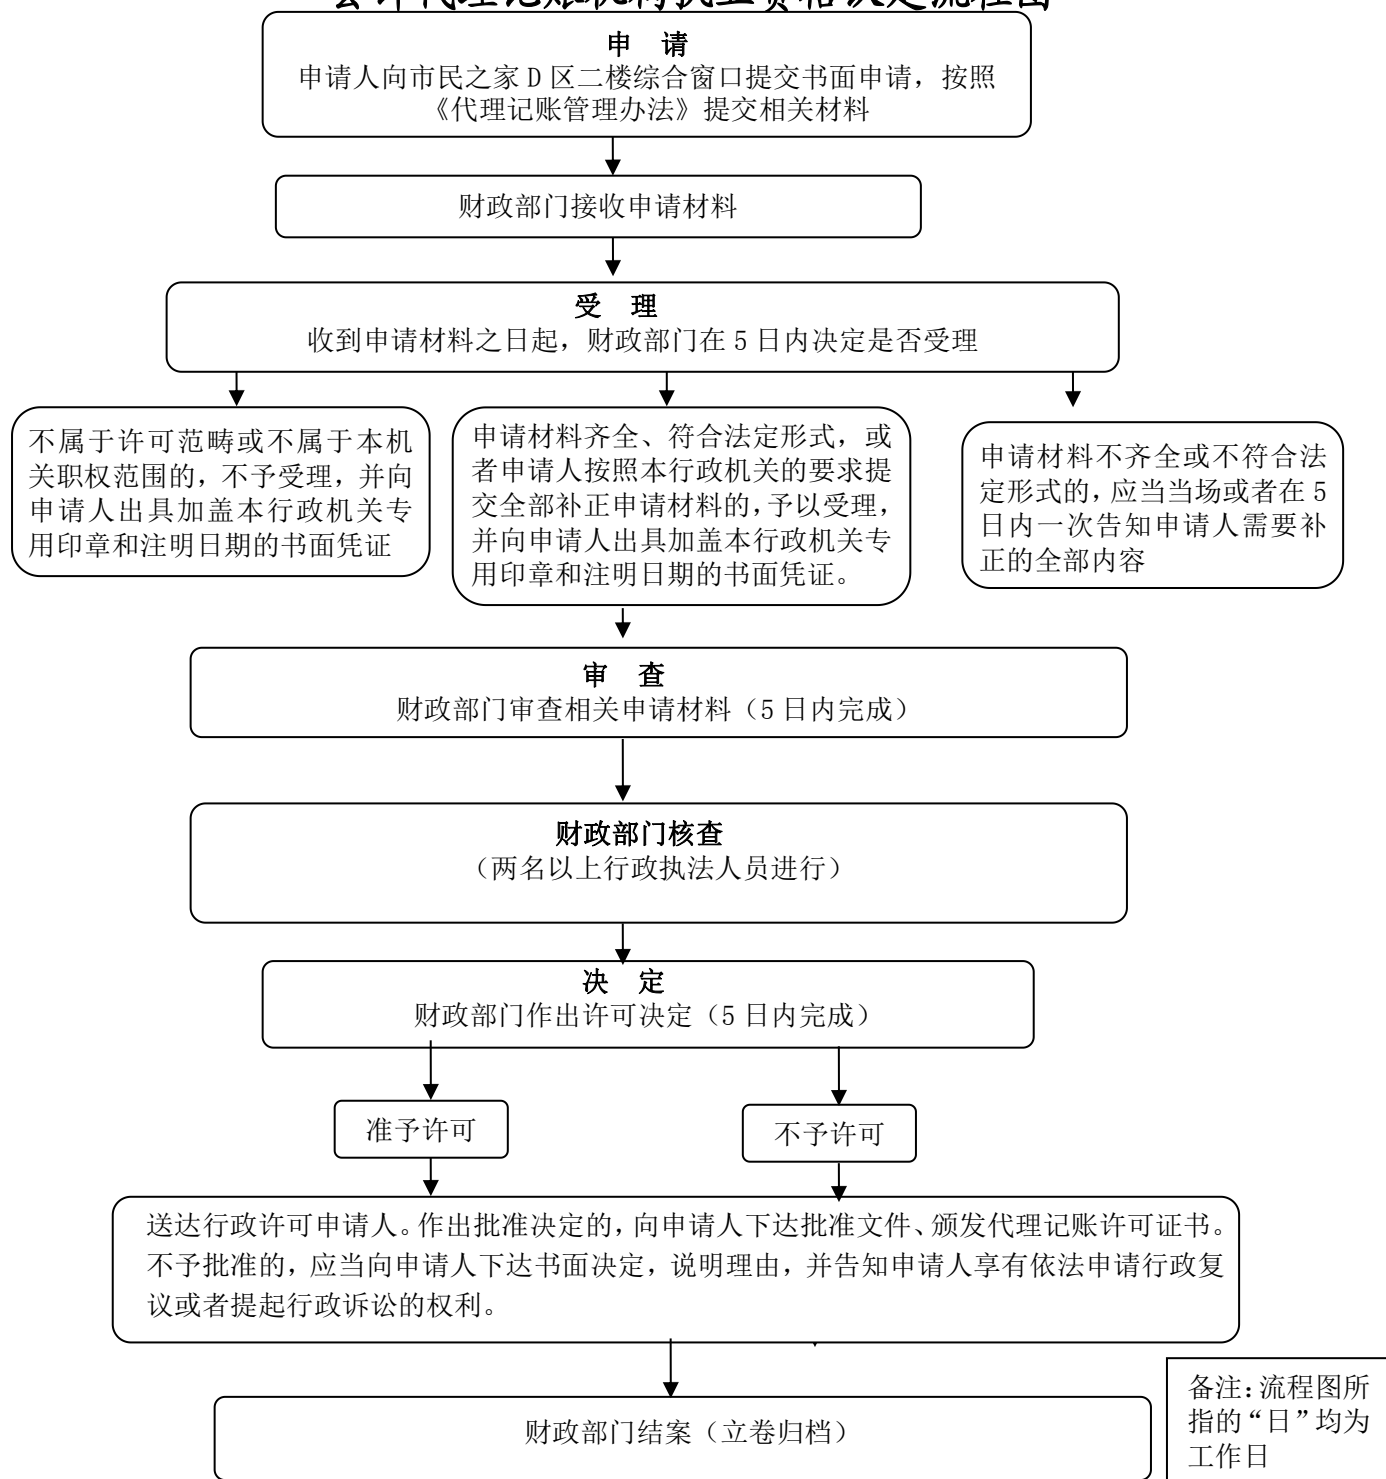 申 请
申请人向市民之家 D 区二楼综合窗口提交书面申请，按照
《代理记账管理办法》提交相关材料
财政部门接收申请材料
受 理
收到申请材料之日起，财政部门在 5 日内决定是否受理
不属于许可范畴或不属于本机
关职权范围的，不予受理，并向
申请人出具加盖本行政机关专
用印章和注明日期的书面凭证
申请材料齐全、符合法定形式，或
者申请人按照本行政机关的要求提
交全部补正申请材料的，予以受理，
并向申请人出具加盖本行政机关专
用印章和注明日期的书面凭证。
申请材料不齐全或不符合法
定形式的，应当当场或者在 5
日内一次告知申请人需要补
正的全部内容
审 查
财政部门审查相关申请材料（5 日内完成）
财政部门核查
（两名以上行政执法人员进行）
决 定
财政部门作出许可决定（5 日内完成）
准予许可
不予许可
送达行政许可申请人。作出批准决定的，向申请人下达批准文件、颁发代理记账许可证书。
不予批准的，应当向申请人下达书面决定，说明理由，并告知申请人享有依法申请行政复
议或者提起行政诉讼的权利。
财政部门结案（立卷归档）
备注：流程图所
指的“日”均为
工作日